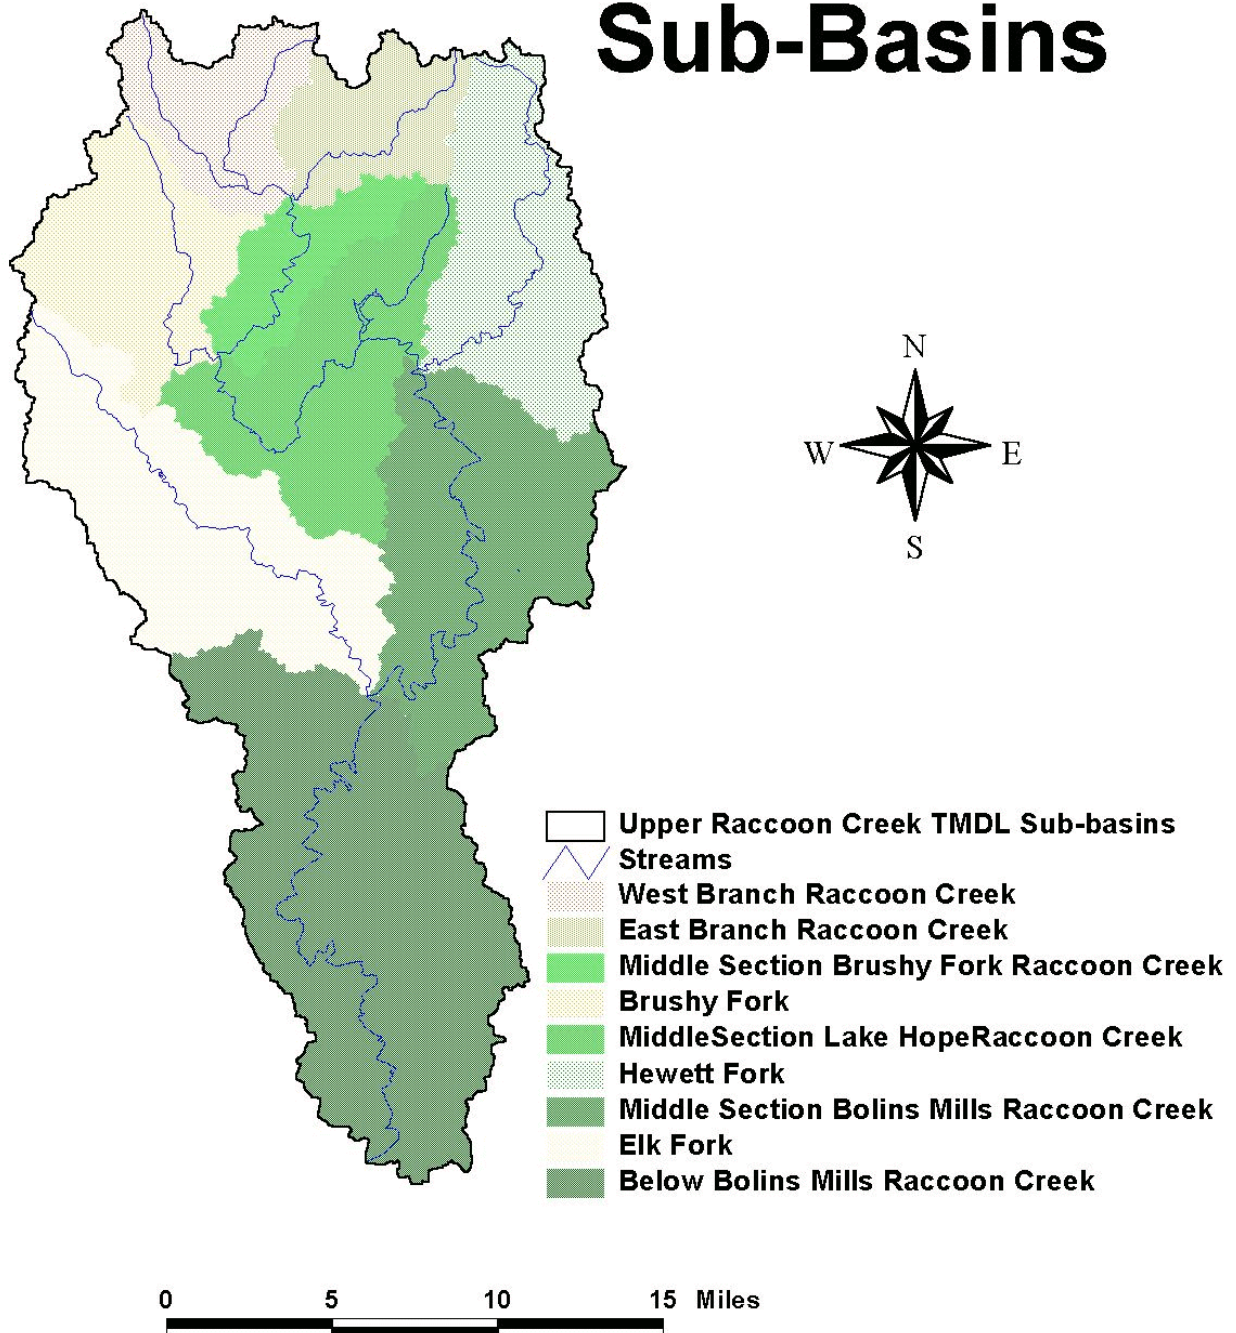 Sub-Basins
N
W E
S
Upper Raccoon Creek TMDL Sub-basins
Streams
West Branch Raccoon Creek
East Branch Raccoon Creek
Middle Section Brushy Fork Raccoon Creek
Brushy Fork
MiddleSection Lake HopeRaccoon Creek
Hewett Fork
Middle Section Bolins Mills Raccoon Creek
Elk Fork
Below Bolins Mills Raccoon Creek
0 5 10 15 Miles